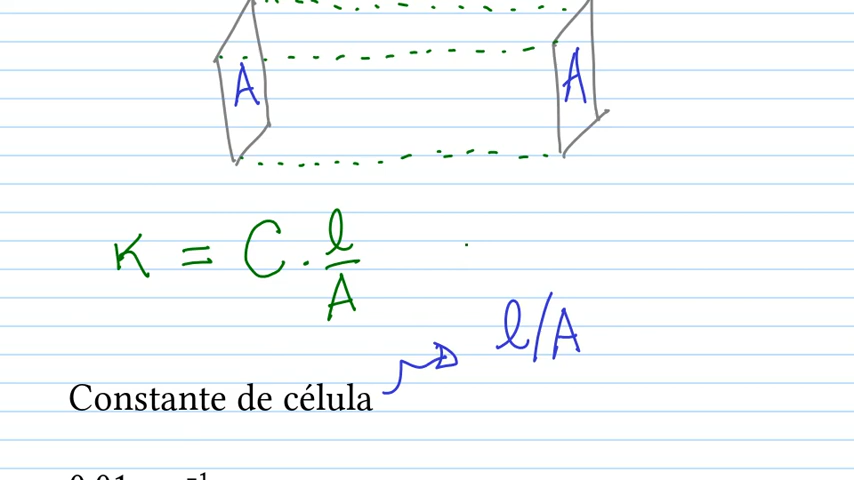 A A
κ = C · l/A
l/A
Constante de célula